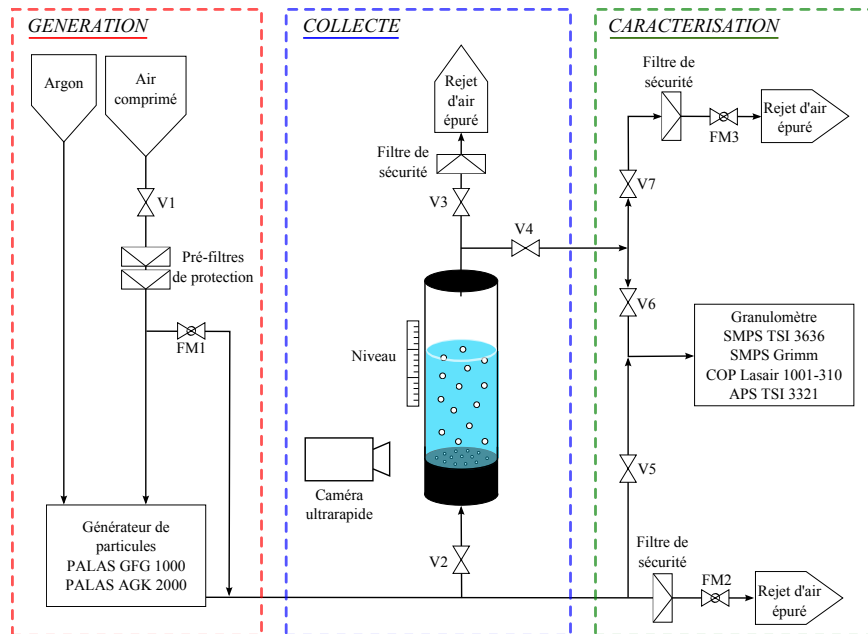 GENERATION
Argon
Air
comprimé
V1
Pré-filtres
de protection
FM1
Générateur de
particules
PALAS GFG 1000
PALAS AGK 2000
COLLECTE
Rejet
d'air
épuré
Filtre de
sécurité
V3
V4
Niveau
Caméra
ultrarapide
V2
CARACTERISATION
Filtre de
sécurité
FM3
Rejet d'air
épuré
V7
V6
Granulomètre
SMPS TSI 3636
SMPS Grimm
COP Lasair 1001-310
APS TSI 3321
V5
Filtre de
sécurité
FM2
Rejet d'air
épuré